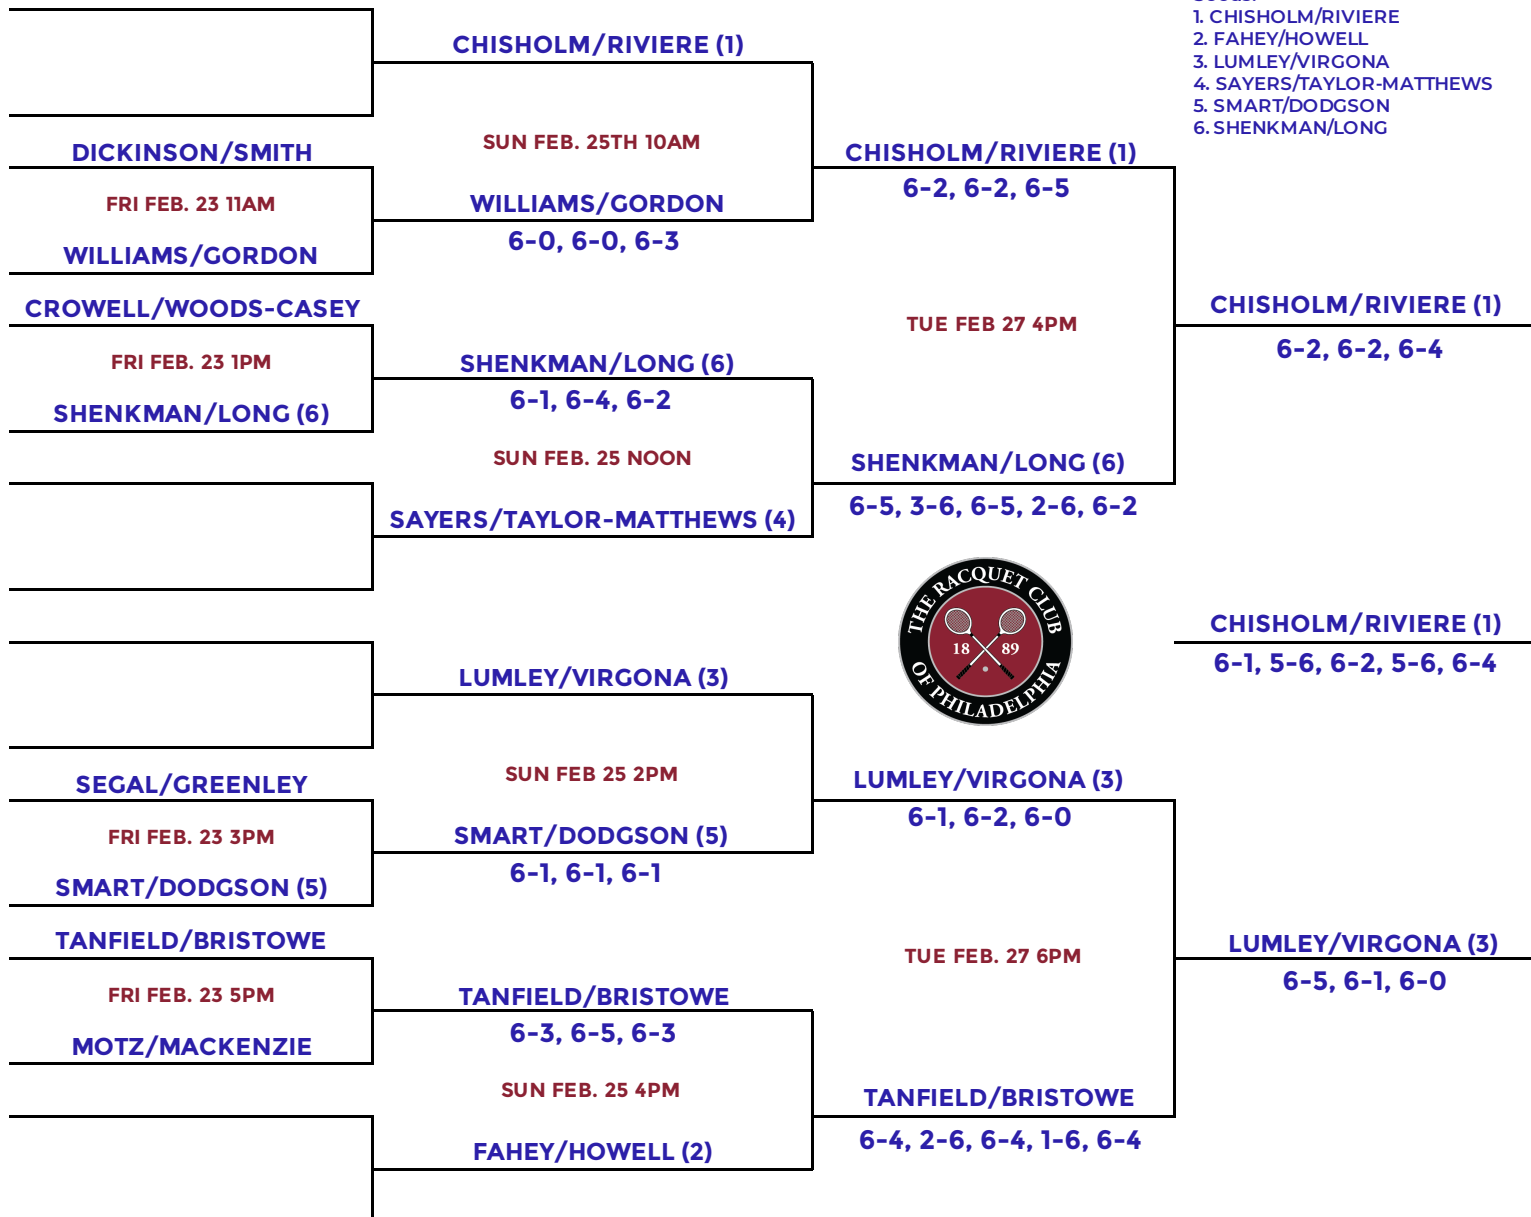 1. CHISHOLM/RIVIERE
2. FAHEY/HOWELL
3. LUMLEY/VIRGONA
4. SAYERS/TAYLOR-MATTHEWS
5. SMART/DODGSON
6. SHENKMAN/LONG
DICKINSON/SMITH
FRI FEB. 23 11AM
WILLIAMS/GORDON
CROWELL/WOODS-CASEY
FRI FEB. 23 1PM
SHENKMAN/LONG (6)
SEGAL/GREENLEY
FRI FEB. 23 3PM
SMART/DODGSON (5)
TANFIELD/BRISTOWE
FRI FEB. 23 5PM
MOTZ/MACKENZIE
CHISHOLM/RIVIERE (1)
SUN FEB. 25TH 10AM
WILLIAMS/GORDON
6-0, 6-0, 6-3
SHENKMAN/LONG (6)
6-1, 6-4, 6-2
SUN FEB. 25 NOON
SAYERS/TAYLOR-MATTHEWS (4)
LUMLEY/VIRGONA (3)
SUN FEB 25 2PM
SMART/DODGSON (5)
6-1, 6-1, 6-1
TANFIELD/BRISTOWE
6-3, 6-5, 6-3
SUN FEB. 25 4PM
FAHEY/HOWELL (2)
CHISHOLM/RIVIERE (1)
6-2, 6-2, 6-5
TUE FEB 27 4PM
SHENKMAN/LONG (6)
6-5, 3-6, 6-5, 2-6, 6-2
THE RACQUET CLUB
18 89
OF PHILADELPHIA
LUMLEY/VIRGONA (3)
6-1, 6-2, 6-0
TUE FEB. 27 6PM
TANFIELD/BRISTOWE
6-4, 2-6, 6-4, 1-6, 6-4
CHISHOLM/RIVIERE (1)
6-2, 6-2, 6-4
CHISHOLM/RIVIERE (1)
6-1, 5-6, 6-2, 5-6, 6-4
LUMLEY/VIRGONA (3)
6-5, 6-1, 6-0